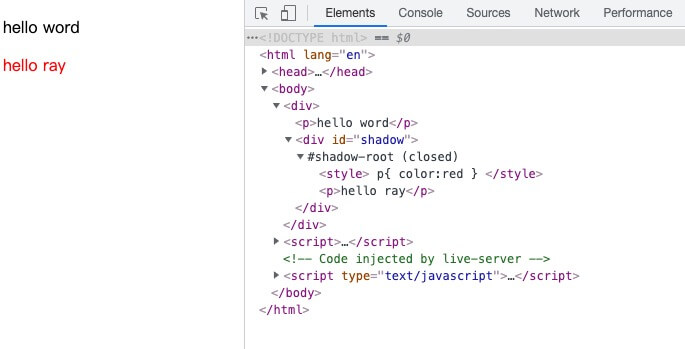 hello word
hello ray
Elements Console Sources Network Performance
…<!DOCTYPE html> == $0
<html lang="en">
<head>…</head>
<body>
<div>
<p>hello word</p>
<div id="shadow">
#shadow-root (closed)
<style> p{ color:red } </style>
<p>hello ray</p>
</div>
</div>
<script>…</script>
<!-- Code injected by live-server -->
<script type="text/javascript">…</script>
</body>
</html>